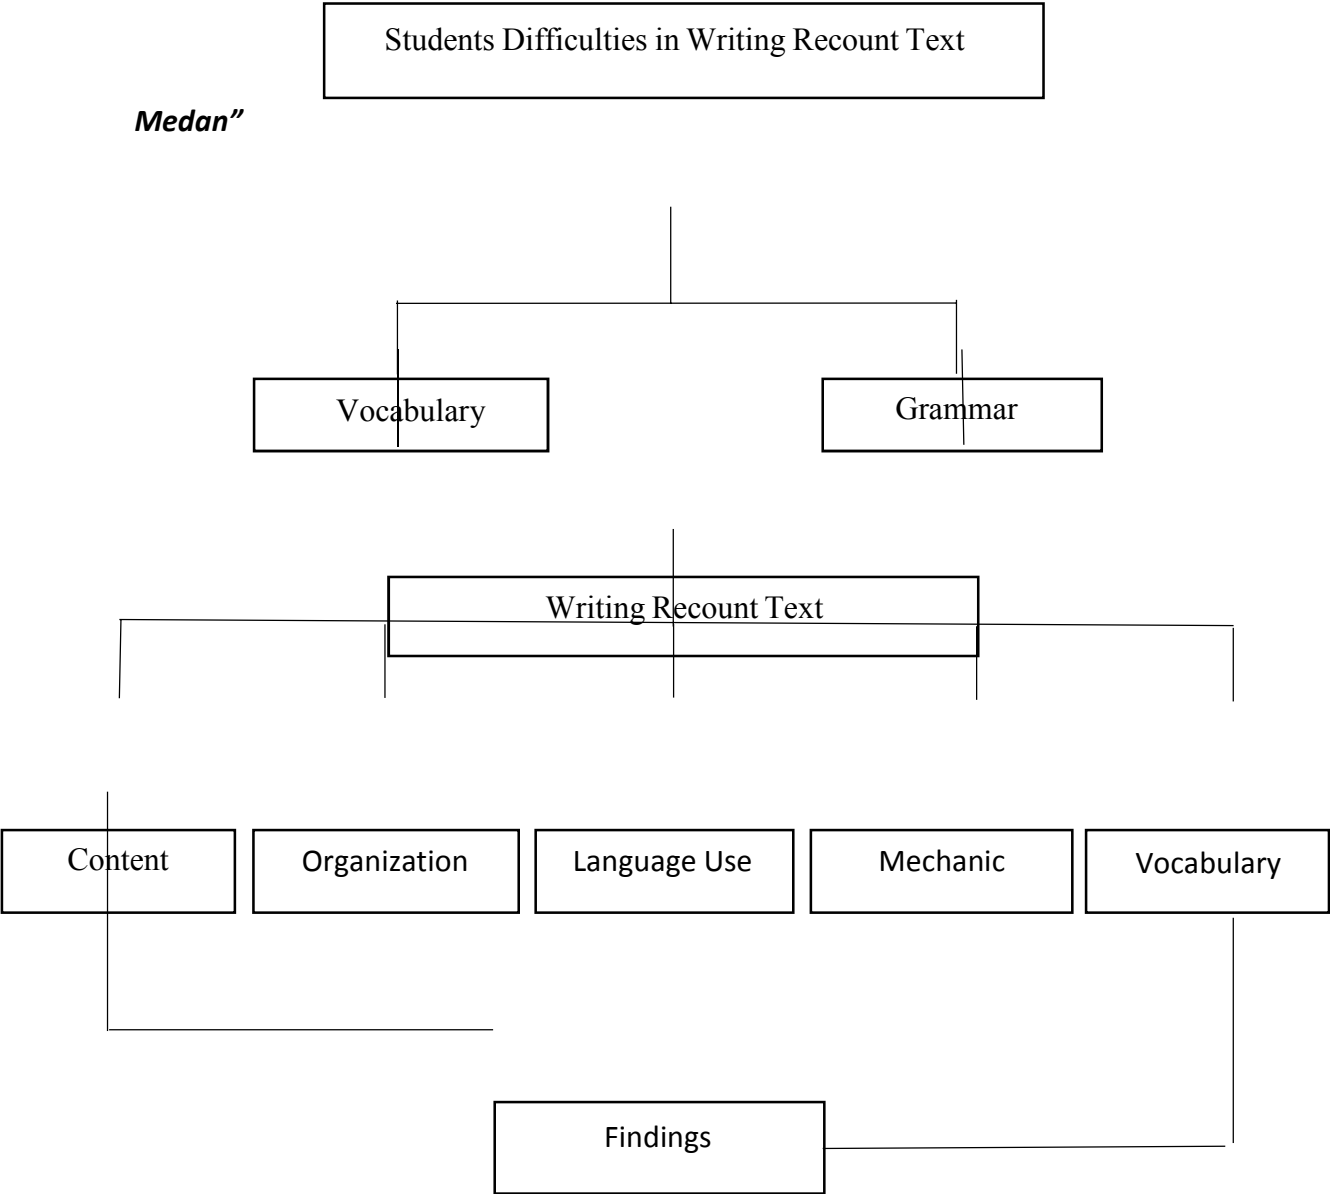 Students Difficulties in Writing Recount Text
Medan”
Vocabulary
Grammar
Writing Recount Text
Content
Organization
Language Use
Mechanic
Vocabulary
Findings